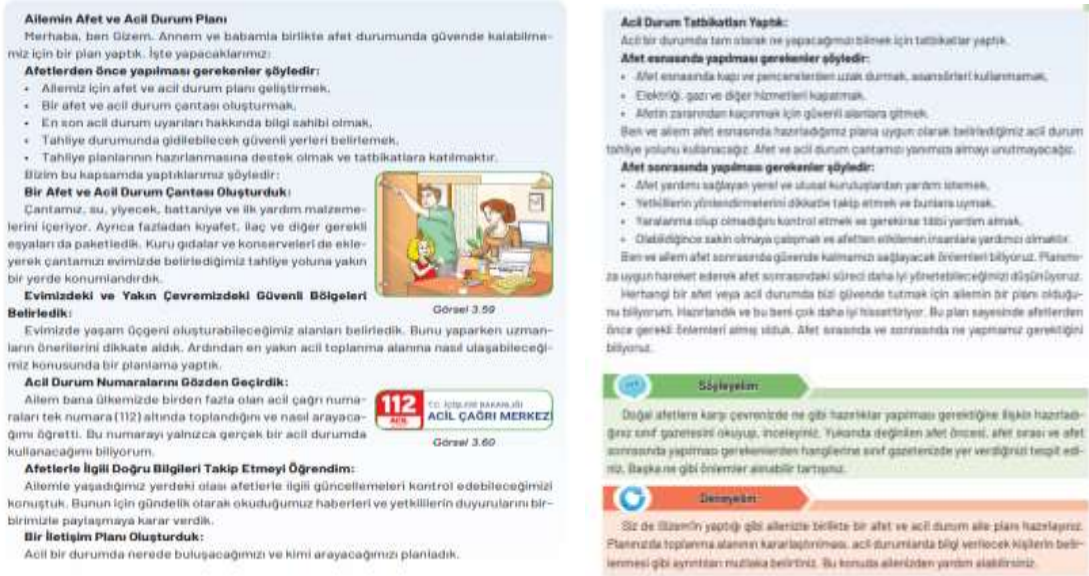 Ailemin Afet ve Acil Durum Planı
Merhaba, ben Gizem. Annem ve babamla birlikte afet durumunda güvende kalabilme-
miz için bir plan yaptık. İşte yapacaklarımız:
Afetlerden önce yapılması gerekenler şöyledir:
• Ailemiz için afet ve acil durum planı geliştirmek,
• Bir afet ve acil durum çantası oluşturmak,
• En son acil durum uyarıları hakkında bilgi sahibi olmak,
• Tahliye durumunda gidilebilecek güvenli yerleri belirlemek,
• Tahliye planlarının hazırlanmasına destek olmak ve tatbikatlara katılmaktır.
Bizim bu kapsamda yaptıklarımız şöyledir:
Bir Afet ve Acil Durum Çantası Oluşturduk:
Çantamız, su, yiyecek, battaniye ve ilk yardım malzeme-
lerini içeriyor. Ayrıca fazladan kıyafet, ilaç ve diğer gerekli
eşyaları da paketledik. Kuru gıdalar ve konserveleri de ekle-
yerek çantamızı evimizde belirlediğimiz tahliye yoluna yakın
bir yerde konumlandırdık.
Görsel 3.59
Evimizdeki ve Yakın Çevremizdeki Güvenli Bölgeleri
Belirledik:
Evimizde yaşam üçgeni oluşturabileceğimiz alanları belirledik. Bunu yaparken uzman-
ların önerilerini dikkate aldık. Ardından en yakın acil toplanma alanına nasıl ulaşabileceği-
miz konusunda bir planlama yaptık.
Acil Durum Numaralarını Gözden Geçirdik:
Ailem bana ülkemizde birden fazla olan acil çağrı numa-
raları tek numara (112) altında toplandığını ve nasıl arayaca-
ğımı öğretti. Bu numarayı yalnızca gerçek bir acil durumda
kullanacağımı biliyorum.
112
ACİL
T.C. İÇİŞLERİ BAKANLIĞI
ACİL ÇAĞRI MERKEZİ
Görsel 3.60
Afetlerle İlgili Doğru Bilgileri Takip Etmeyi Öğrendim:
Ailemle yaşadığımız yerdeki olası afetlerle ilgili güncellemeleri kontrol edebileceğimizi
konuştuk. Bunun için gündelik olarak okuduğumuz haberleri ve yetkililerin duyurularını bir-
birimizle paylaşmaya karar verdik.
Bir İletişim Planı Oluşturduk:
Acil bir durumda nerede buluşacağımızı ve kimi arayacağımızı planladık.
Acil Durum Tatbikatları Yaptık:
Acil bir durumda tam olarak ne yapacağımızı bilmek için tatbikatlar yaptık.
Afet esnasında yapılması gerekenler şöyledir:
• Afet esnasında kapı ve pencerelerden uzak durmak, asansörleri kullanmamak,
• Elektriği, gazı ve diğer hizmetleri kapatmak,
• Afetin zararından kaçınmak için güvenli alanlara gitmek.
Ben ve ailem afet esnasında hazırladığımız plana uygun olarak belirlediğimiz acil durum
tahliye yolunu kullanacağız. Afet ve acil durum çantamızı yanımıza almayı unutmayacağız.
Afet sonrasında yapılması gerekenler şöyledir:
• Afet yardımı sağlayan yerel ve ulusal kuruluşlardan yardım istemek,
• Yetkililerin yönlendirmelerini dikkatle takip etmek ve bunlara uymak,
• Yaralanma olup olmadığını kontrol etmek ve gerekirse tıbbi yardım almak,
• Olabildiğince sakin olmaya çalışmak ve afetten etkilenen insanlara yardımcı olmaktır.
Ben ve ailem afet sonrasında güvende kalmamızı sağlayacak önlemleri biliyoruz. Planımı-
za uygun hareket ederek afet sonrasındaki süreci daha iyi yönetebileceğimizi düşünüyoruz.
Herhangi bir afet veya acil durumda bizi güvende tutmak için ailemin bir planı olduğu-
nu biliyorum. Hazırlandık ve bu beni çok daha iyi hissettiriyor. Bu plan sayesinde afetlerden
önce gerekli önlemleri almış olduk. Afet sırasında ve sonrasında ne yapmamız gerektiğini
biliyoruz.
Söyleyelim
Doğal afetlere karşı çevrenizde ne gibi hazırlıklar yapılması gerektiğine ilişkin hazırladı-
ğınız sınıf gazetesini okuyup, inceleyiniz. Yukarıda değinilen afet öncesi, afet sırası ve afet
sonrasında yapılması gerekenlerden hangilerine sınıf gazetenizde yer verdiğinizi tespit edi-
niz. Başka ne gibi önlemler alınabilir tartışınız.
Deneyelim
Siz de Gizem'in yaptığı gibi ailenizle birlikte bir afet ve acil durum aile planı hazırlayınız.
Planınızda toplanma alanının kararlaştırılması, acil durumlarda bilgi verilecek kişilerin belir-
lenmesi gibi ayrıntıları mutlaka belirtiniz. Bu konuda ailenizden yardım alabilirsiniz.